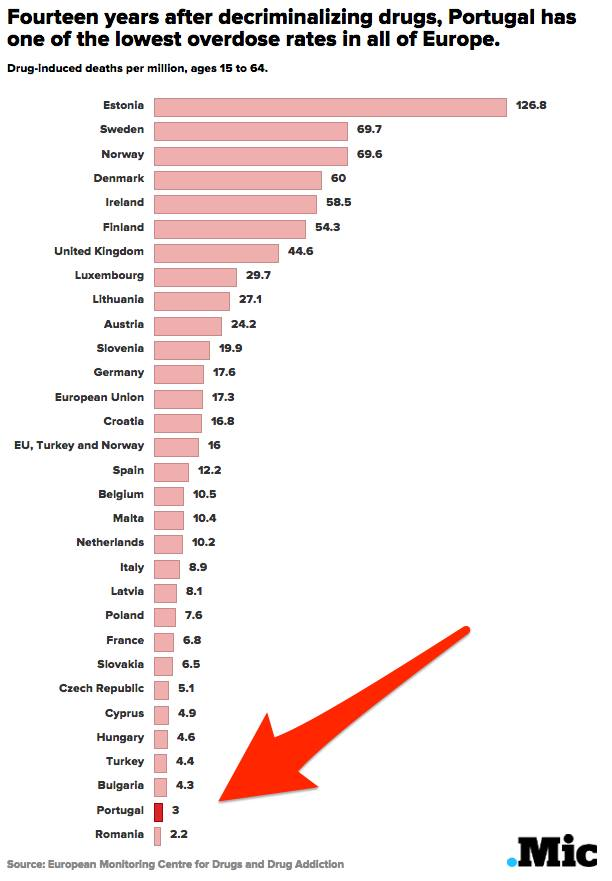 Fourteen years after decriminalizing drugs, Portugal has
one of the lowest overdose rates in all of Europe.
Drug-induced deaths per million, ages 15 to 64.
Estonia 126.8
Sweden 69.7
Norway 69.6
Denmark 60
Ireland 58.5
Finland 54.3
United Kingdom 44.6
Luxembourg 29.7
Lithuania 27.1
Austria 24.2
Slovenia 19.9
Germany 17.6
European Union 17.3
Croatia 16.8
EU, Turkey and Norway 16
Spain 12.2
Belgium 10.5
Malta 10.4
Netherlands 10.2
Italy 8.9
Latvia 8.1
Poland 7.6
France 6.8
Slovakia 6.5
Czech Republic 5.1
Cyprus 4.9
Hungary 4.6
Turkey 4.4
Bulgaria 4.3
Portugal 3
Romania 2.2
Source: European Monitoring Centre for Drugs and Drug Addiction
.Mic